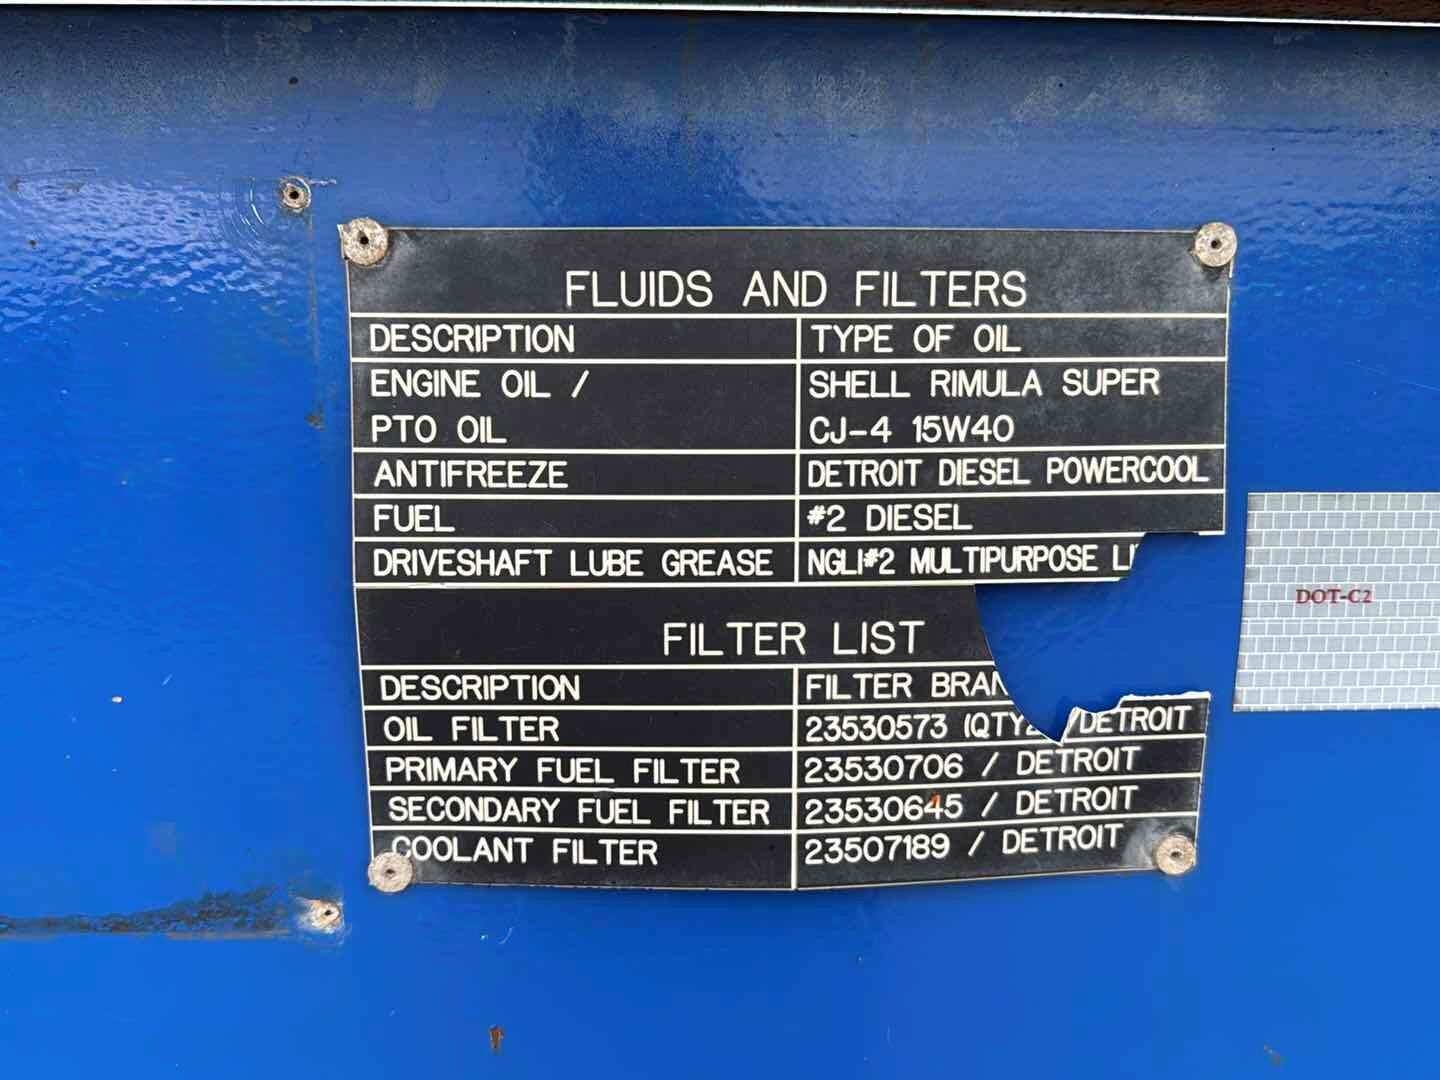 FLUIDS AND FILTERS
DESCRIPTION TYPE OF OIL
ENGINE OIL / SHELL RIMULA SUPER
PTO OIL CJ-4 15W40
ANTIFREEZE DETROIT DIESEL POWERCOOL
FUEL #2 DIESEL
DRIVESHAFT LUBE GREASE NGLI#2 MULTIPURPOSE
FILTER LIST
DESCRIPTION FILTER
OIL FILTER 23530573 (QTY2 /DETROIT
PRIMARY FUEL FILTER 23530706 / DETROIT
SECONDARY FUEL FILTER 23530645 / DETROIT
COOLANT FILTER 23507189 / DETROIT
DOT-C2